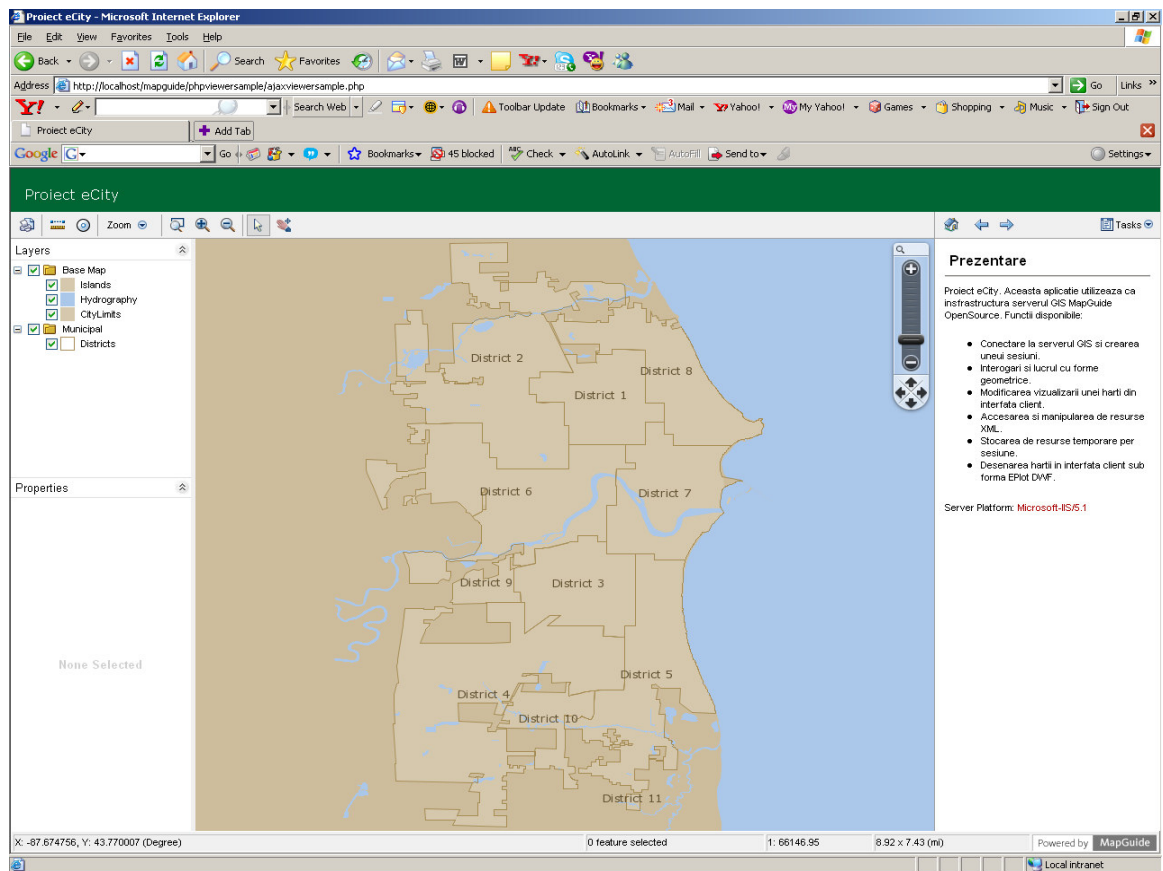 Proiect eCity - Microsoft Internet Explorer
File Edit View Favorites Tools Help
Back Search Favorites
Address http://localhost/mapguide/phpviewersample/ajaxviewersample.php Go Links »
Y! Search Web Toolbar Update Bookmarks Mail Yahoo! My Yahoo! Games Shopping Music Sign Out
Proiect eCity Add Tab
Google G Go Bookmarks 45 blocked Check AutoLink AutoFill Send to Settings
Proiect eCity
Zoom Tasks
Layers
Base Map
Islands
Hydrography
CityLimits
Municipal
Districts
Properties
None Selected
District 2
District 8
District 1
District 6
District 7
District 9
District 3
District 5
District 4
District 10
District 11
Prezentare
Proiect eCity. Aceasta aplicatie utilizeaza ca
insfrastructura serverul GIS MapGuide
OpenSource. Functii disponibile:
Conectare la serverul GIS si crearea
unei sesiuni.
Interogari si lucrul cu forme
geometrice.
Modificarea vizualizarii unei harti din
interfata client.
Accesarea si manipularea de resurse
XML.
Stocarea de resurse temporare per
sesiune.
Desenarea hartii in interfata client sub
forma EPlot DWF.
Server Platform: Microsoft-IIS/5.1
X: -87.674756, Y: 43.770007 (Degree) 0 feature selected 1: 66146.95 8.92 x 7.43 (mi) Powered by MapGuide
Local intranet